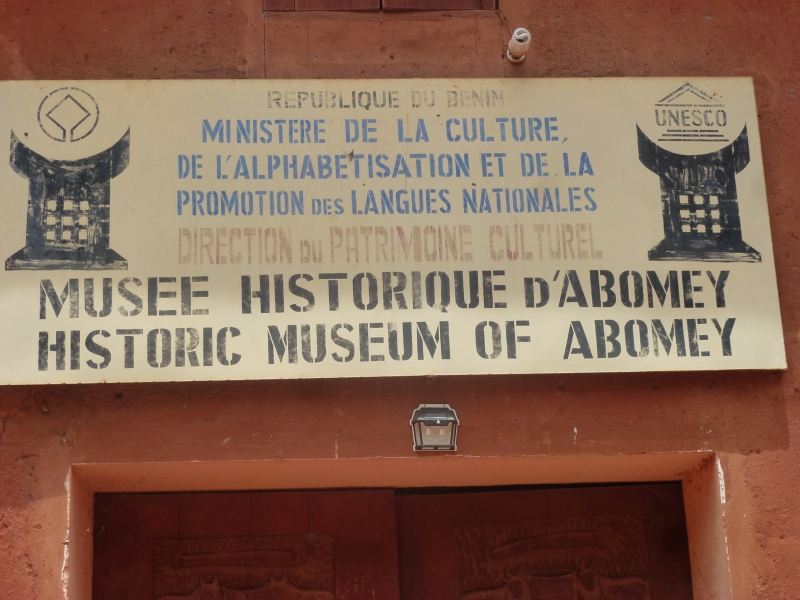 REPUBLIQUE DU BENIN
MINISTERE DE LA CULTURE,
DE L'ALPHABETISATION ET DE LA
PROMOTION DES LANGUES NATIONALES
DIRECTION DU PATRIMOINE CULTUREL
UNESCO
MUSEE HISTORIQUE D'ABOMEY
HISTORIC MUSEUM OF ABOMEY